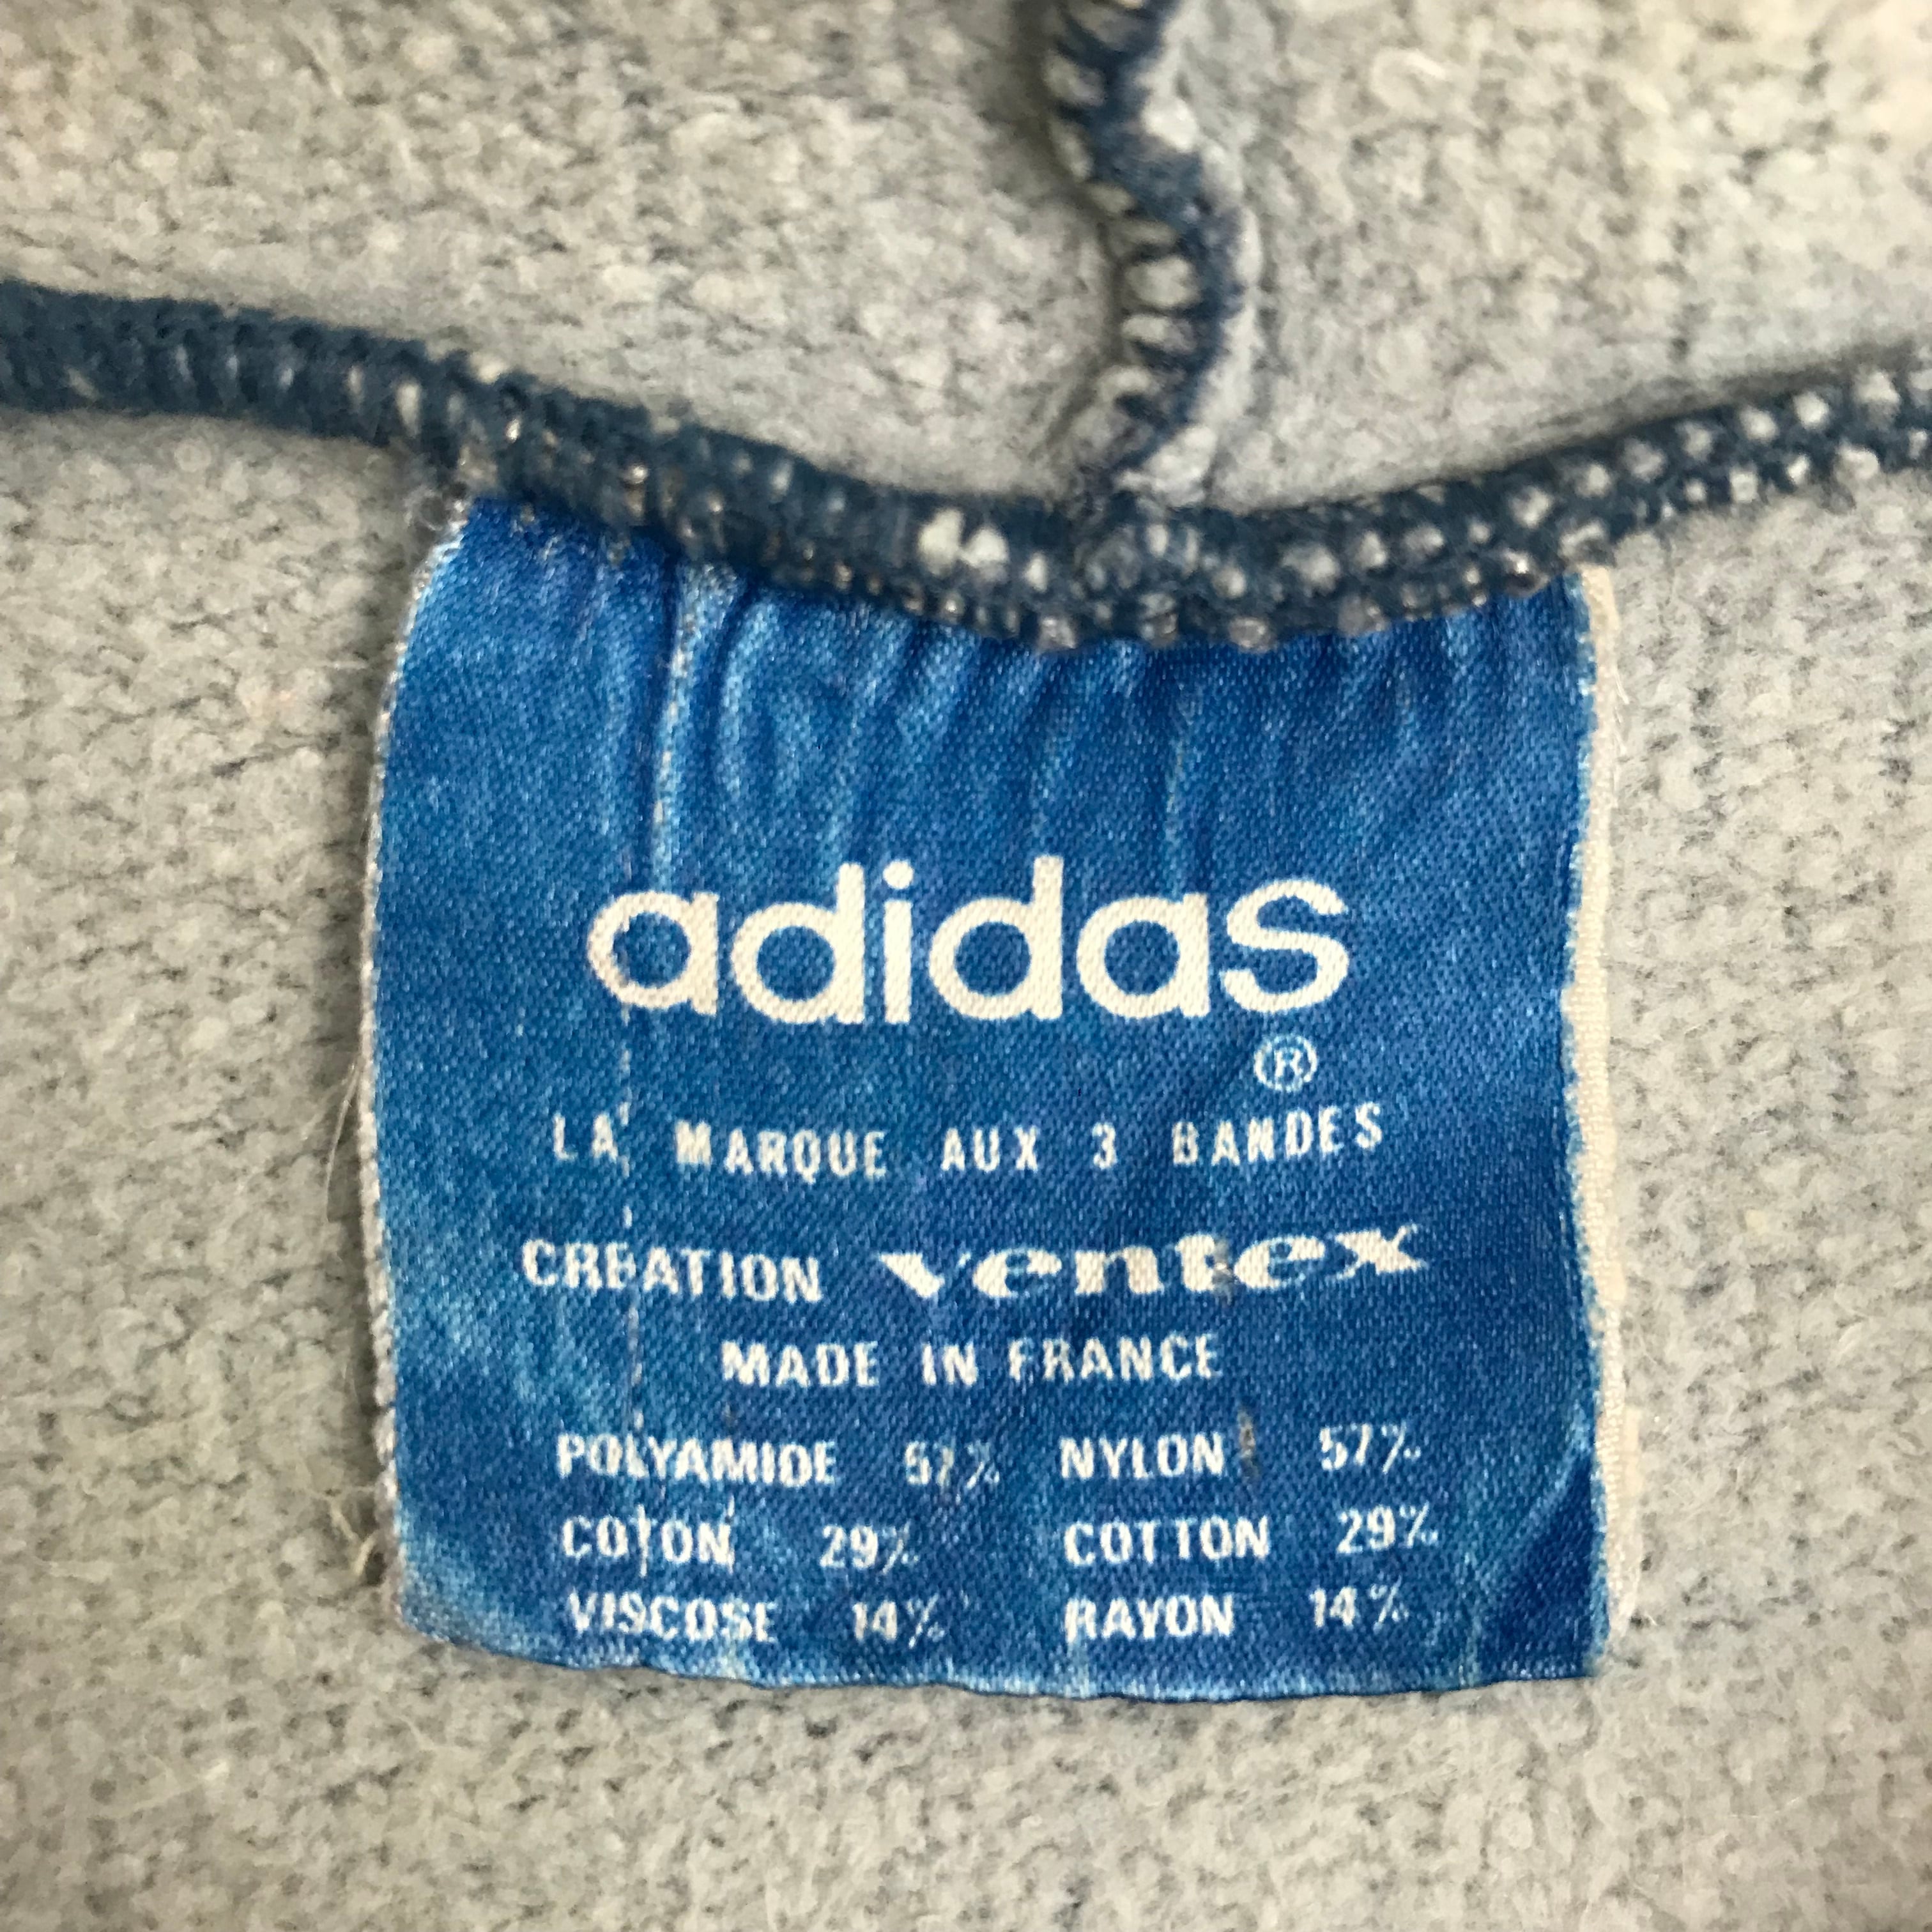 adidas
®
LA MARQUE AUX 3 BANDES
CREATION ventex
MADE IN FRANCE
POLYAMIDE 57% NYLON 57%
COTON 29% COTTON 29%
VISCOSE 14% RAYON 14%